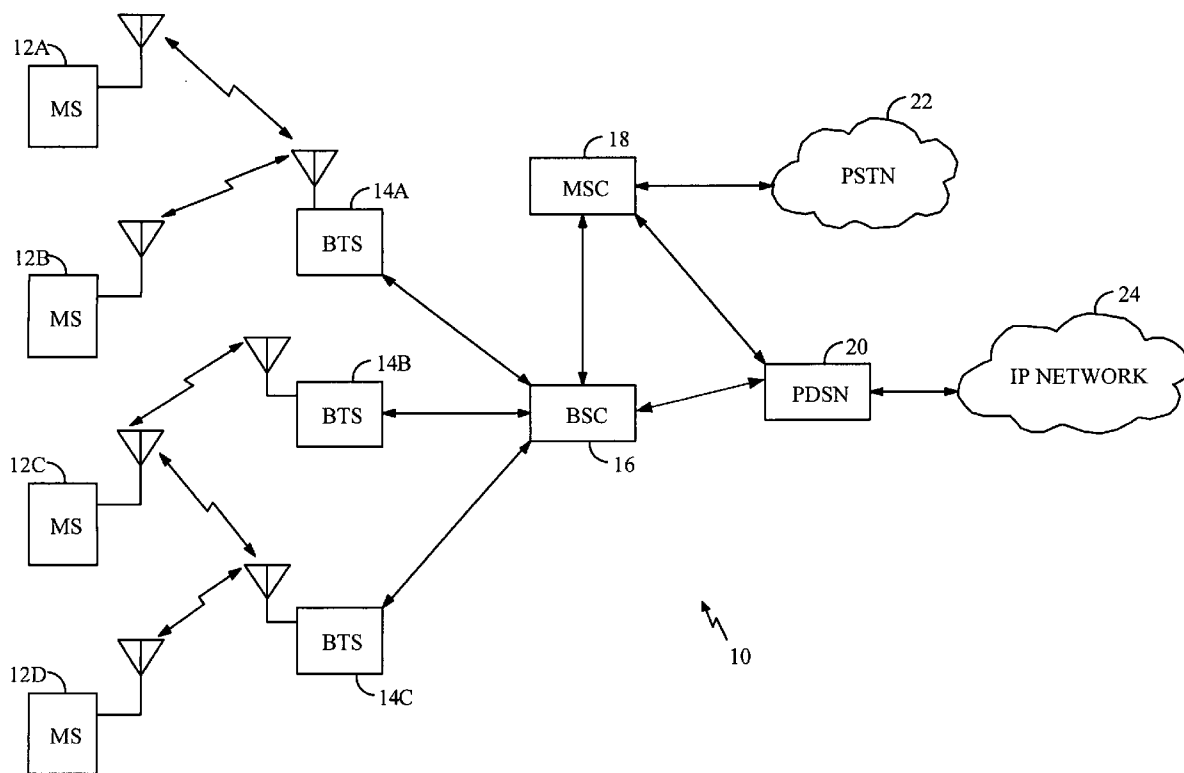 12A
MS
22
18
PSTN
MSC
14A
BTS
12B
MS
24
20
IP NETWORK
PDSN
14B
BTS
BSC
16
12C
MS
BTS
14C
10
12D
MS